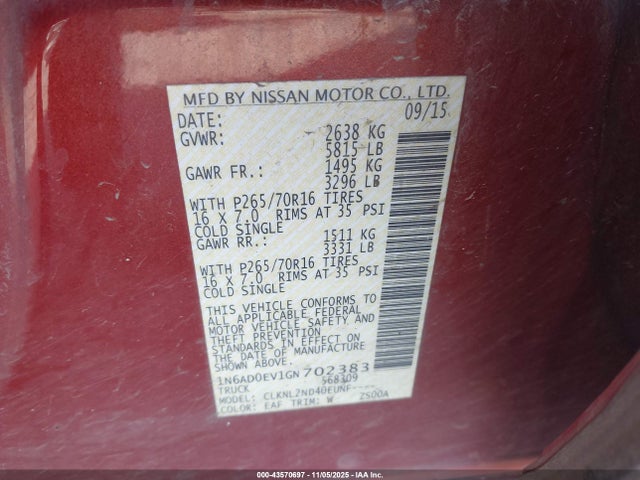 MFD BY NISSAN MOTOR CO., LTD.
DATE: 09/15
GVWR: 2638 KG
5815 LB
GAWR FR.: 1495 KG
3296 LB
WITH P265/70R16 TIRES
16 X 7.0 RIMS AT 35 PSI
COLD SINGLE
GAWR RR.: 1511 KG
3331 LB
WITH P265/70R16 TIRES
16 X 7.0 RIMS AT 35 PSI
COLD SINGLE
THIS VEHICLE CONFORMS TO
ALL APPLICABLE FEDERAL
MOTOR VEHICLE SAFETY AND
THEFT PREVENTION
STANDARDS IN EFFECT ON
THE DATE OF MANUFACTURE
SHOWN ABOVE.
1N6AD0EV1GN702383
TRUCK 568309
MODEL: CLKNLZND40EUNF----
COLOR: EAF TRIM: W ZS00A
000-43570697 - 11/05/2025 - IAA Inc.